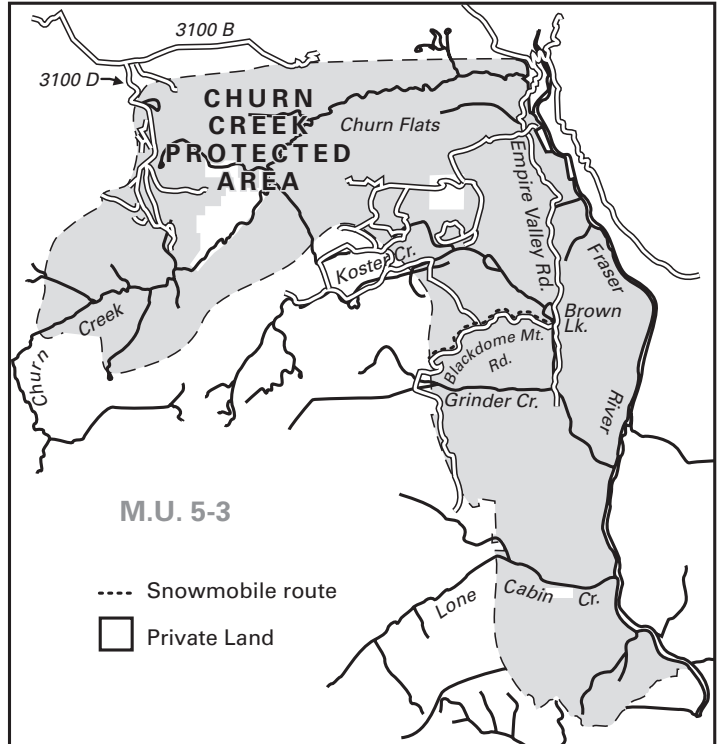 3100 B
3100 D
CHURN
CREEK
PROTECTED
AREA
Churn Flats
Empire Valley Rd.
Koster Cr.
Fraser
River
Brown
Lk.
Blackdome Mt.
Rd.
Grinder Cr.
Churn
Creek
M.U. 5-3
Snowmobile route
Private Land
Lone
Cabin
Cr.